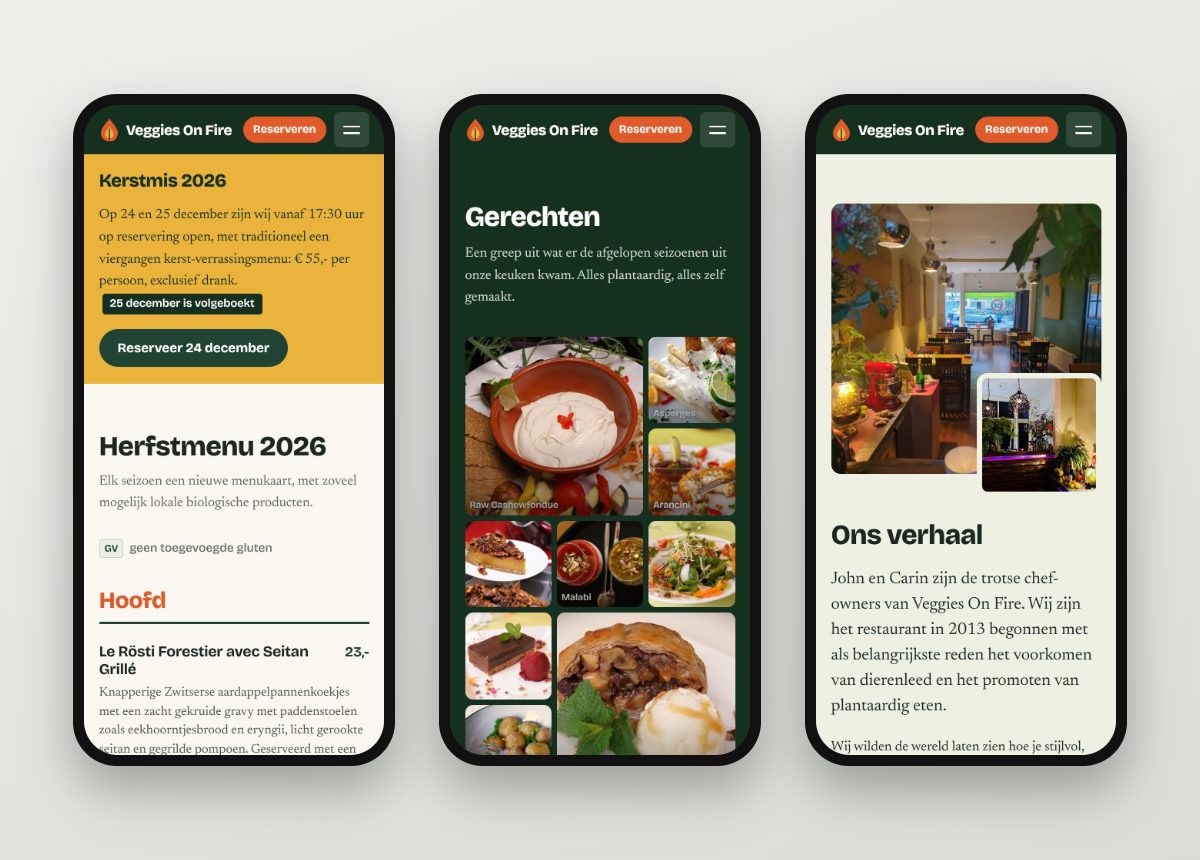 Veggies On Fire
Reserveren
Kerstmis 2026
Op 24 en 25 december zijn wij vanaf 17:30 uur
op reservering open, met traditioneel een
viergangen kerst-verrassingsmenu: € 55,- per
persoon, exclusief drank.
25 december is volgeboekt
Reserveer 24 december
Herfstmenu 2026
Elk seizoen een nieuwe menukaart, met zoveel
mogelijk lokale biologische producten.
GV geen toegevoegde gluten
Hoofd
Le Rösti Forestier avec Seitan 23,-
Grillé
Knapperige Zwitserse aardappelpannenkoekjes
met een zacht gekruide gravy met paddenstoelen
zoals eekhoorntjesbrood en eryngii, licht gerookte
seitan en gegrilde pompoen. Geserveerd met een
Veggies On Fire
Reserveren
Gerechten
Een greep uit wat er de afgelopen seizoenen uit
onze keuken kwam. Alles plantaardig, alles zelf
gemaakt.
Raw Cashewfondue
Asperges
Arancini
Malabi
Veggies On Fire
Reserveren
Ons verhaal
John en Carin zijn de trotse chef-
owners van Veggies On Fire. Wij zijn
het restaurant in 2013 begonnen met
als belangrijkste reden het voorkomen
van dierenleed en het promoten van
plantaardig eten.
Wij wilden de wereld laten zien hoe je stijlvol,